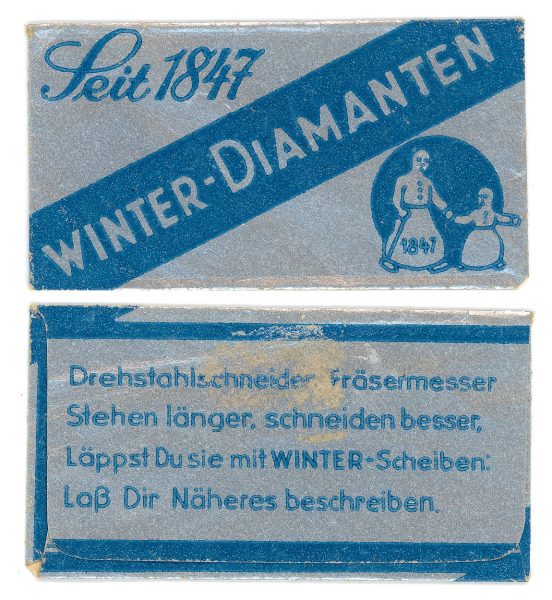 Seit 1847
WINTER-DIAMANTEN
1847
Drehstahlschneider, Fräsermesser
Stehen länger, schneiden besser,
Läppst Du sie mit WINTER-Scheiben:
Laß Dir Näheres beschreiben.